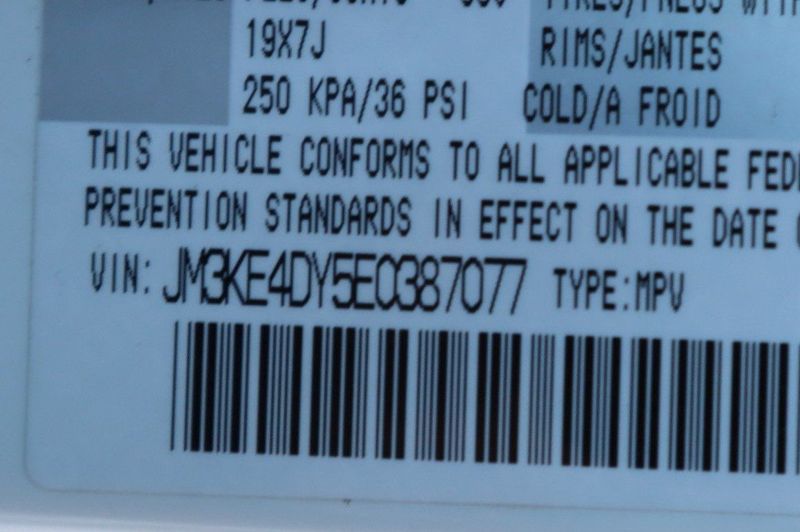 19X7J RIMS/JANTES
250 KPA/36 PSI COLD/A FROID
THIS VEHICLE CONFORMS TO ALL APPLICABLE FED
PREVENTION STANDARDS IN EFFECT ON THE DATE
VIN: JM3KE4DY5E0387077 TYPE:MPV